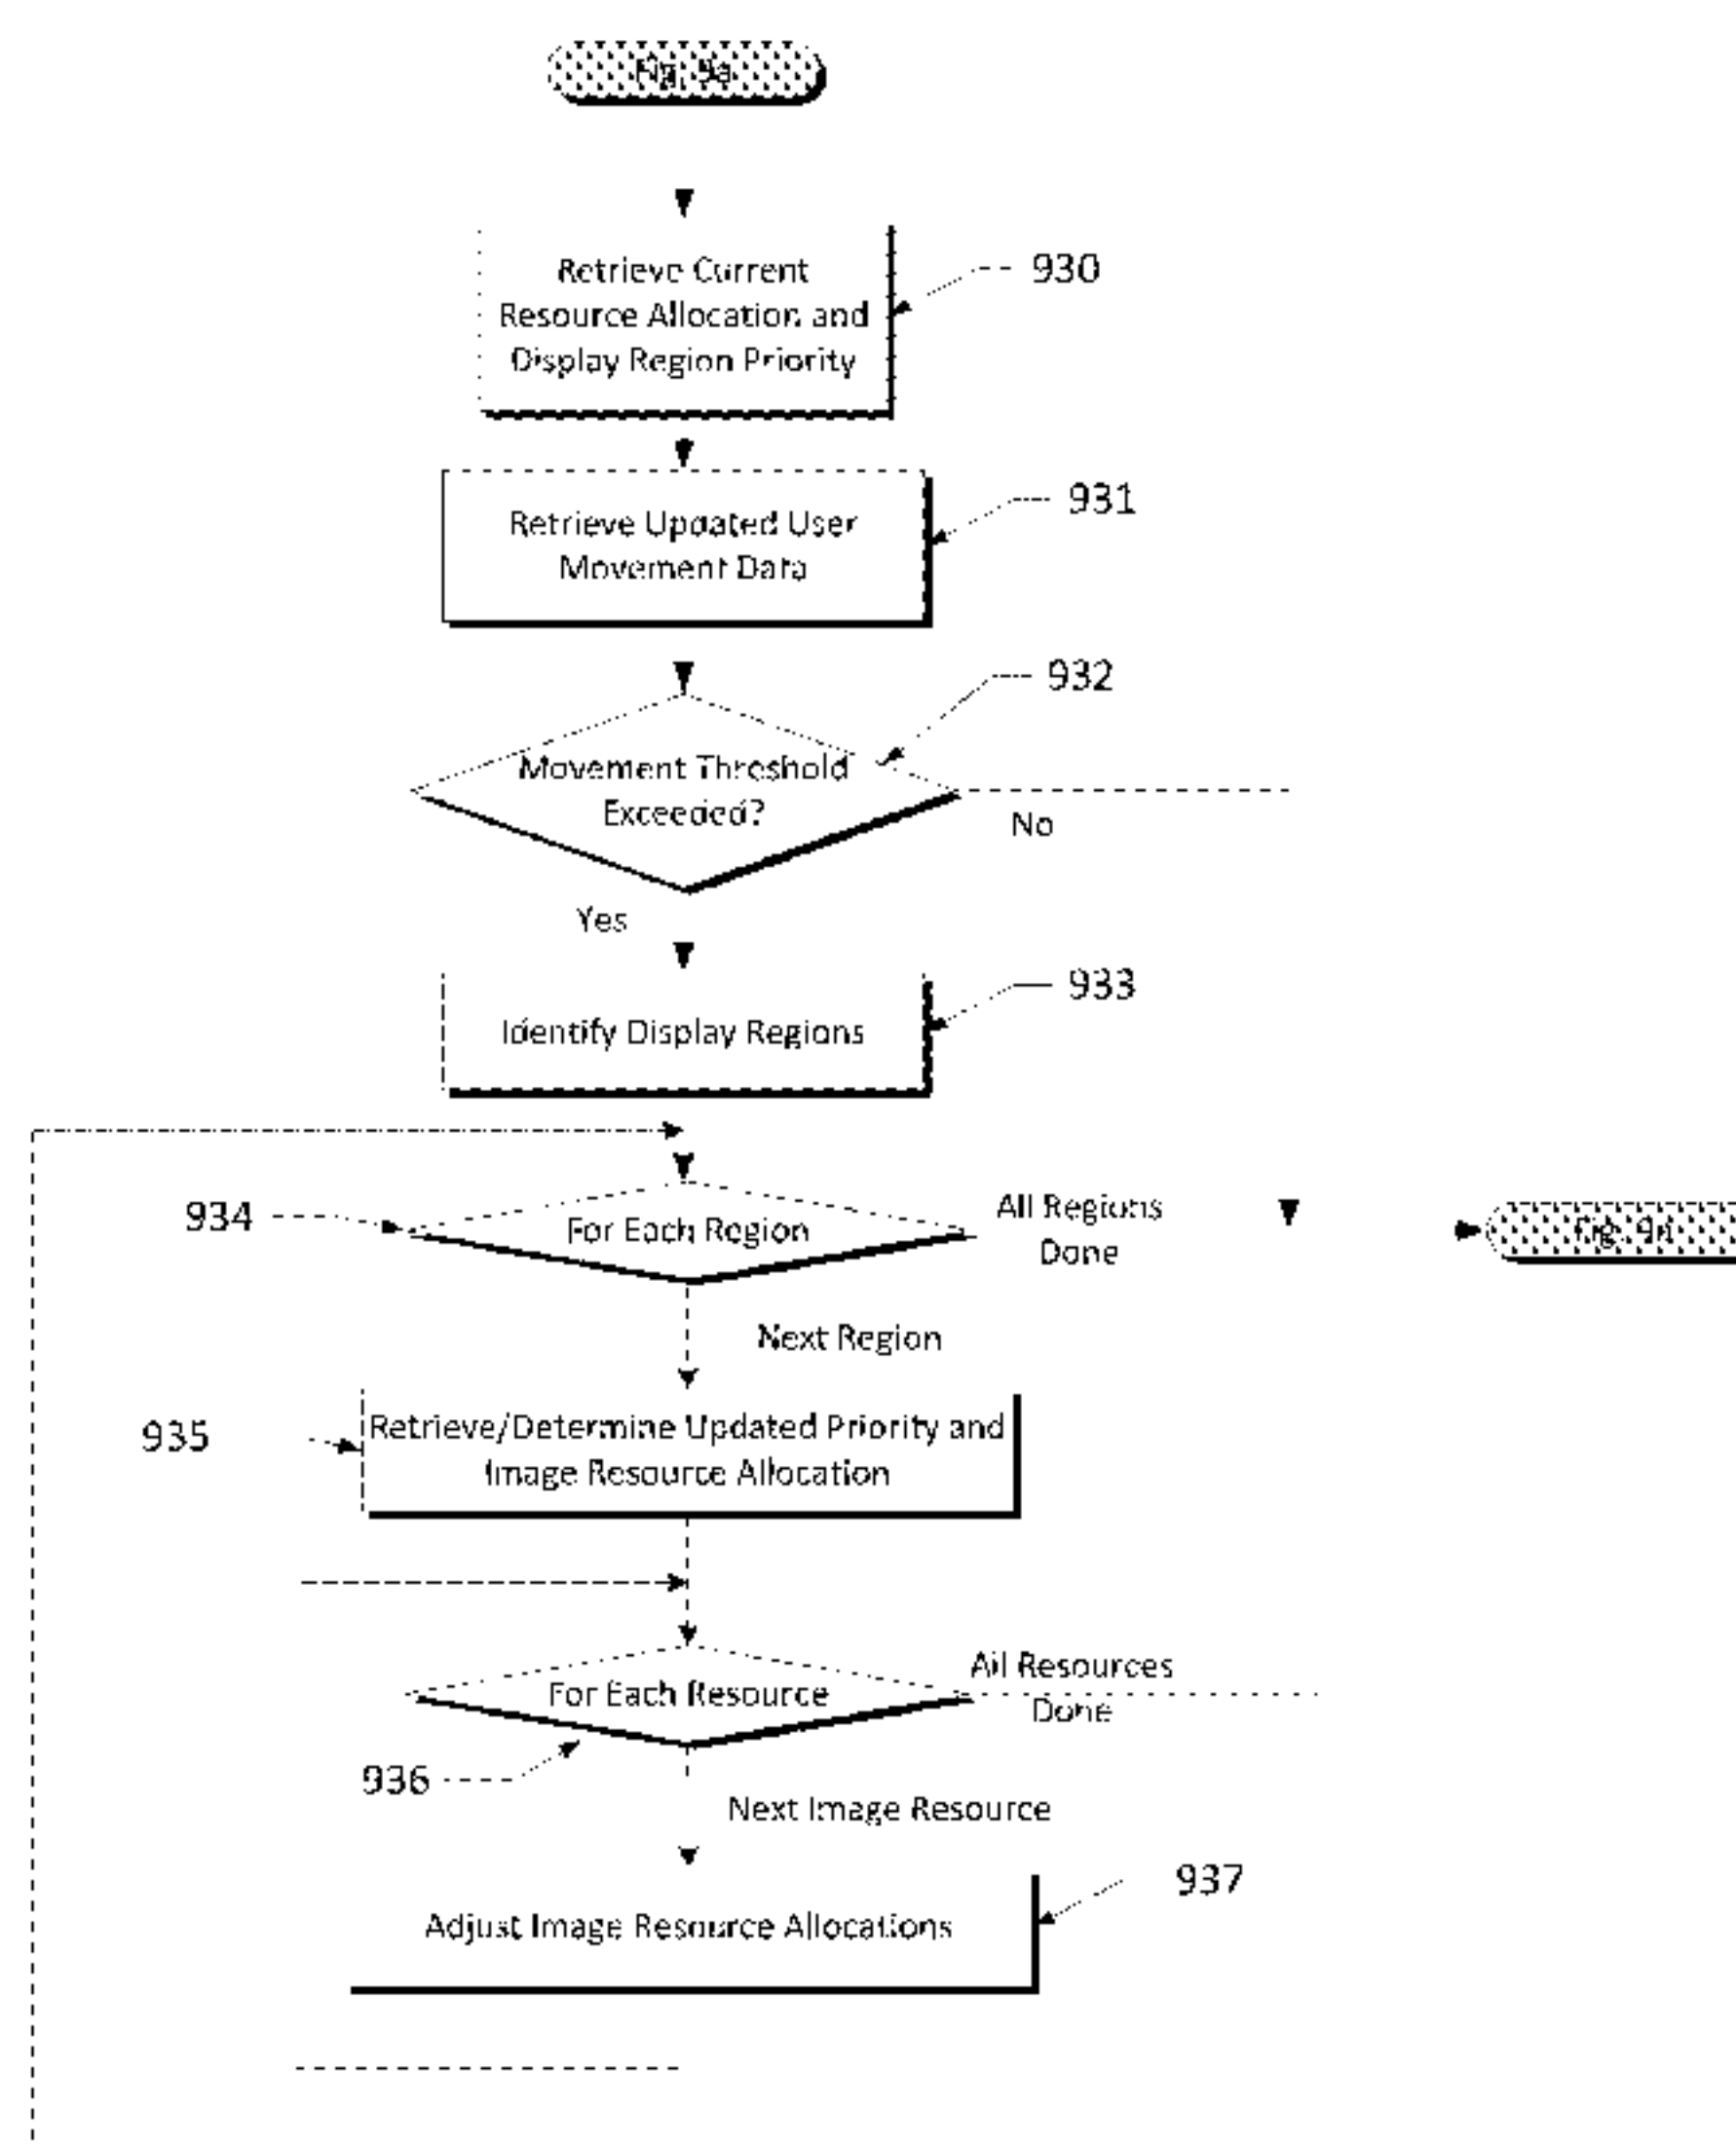 Fig. 9a
Retrieve Current
Resource Allocation and
Display Region Priority
930
Retrieve Updated User
Movement Data
931
932
Movement Threshold
Exceeded?
No
Yes
933
Identify Display Regions
934
For Each Region
All Regions
Done
Next Region
935
Retrieve/Determine Updated Priority and
Image Resource Allocation
For Each Resource
All Resources
Done
936
Next Image Resource
937
Adjust Image Resource Allocations